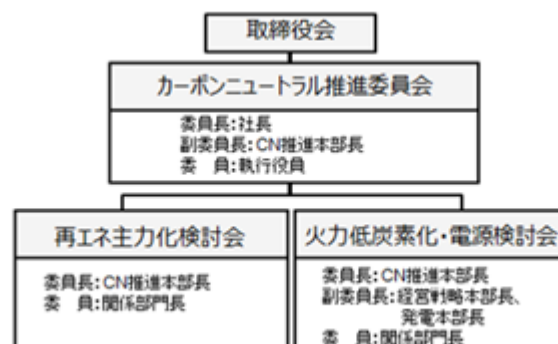 取締役会
カーボンニュートラル推進委員会
委員長:社長
副委員長:CN推進本部長
委　員:執行役員
再エネ主力化検討会
委員長:CN推進本部長
委　員:関係部門長
火力低炭素化・電源検討会
委員長:CN推進本部長
副委員長:経営戦略本部長、
発電本部長
委　員:関係部門長